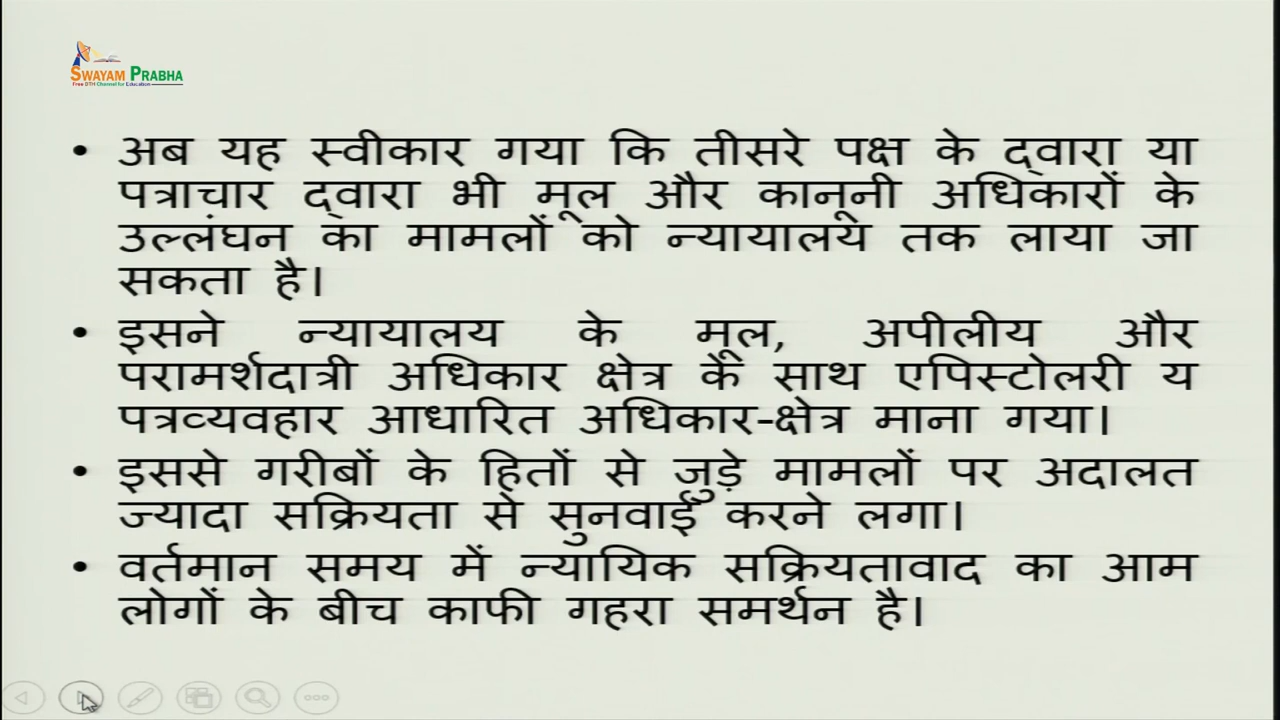 SWAYAM PRABHA
Free DTH Channel for Education
• अब यह स्वीकार गया कि तीसरे पक्ष के द्वारा या
पत्राचार द्वारा भी मूल और कानूनी अधिकारों के
उल्लंघन का मामलों को न्यायालय तक लाया जा
सकता है।
• इसने न्यायालय के मूल, अपीलीय और
परामर्शदात्री अधिकार क्षेत्र के साथ एपिस्टोलरी य
पत्रव्यवहार आधारित अधिकार-क्षेत्र माना गया।
• इससे गरीबों के हितों से जुड़े मामलों पर अदालत
ज्यादा सक्रियता से सुनवाई करने लगा।
• वर्तमान समय में न्यायिक सक्रियतावाद का आम
लोगों के बीच काफी गहरा समर्थन है।